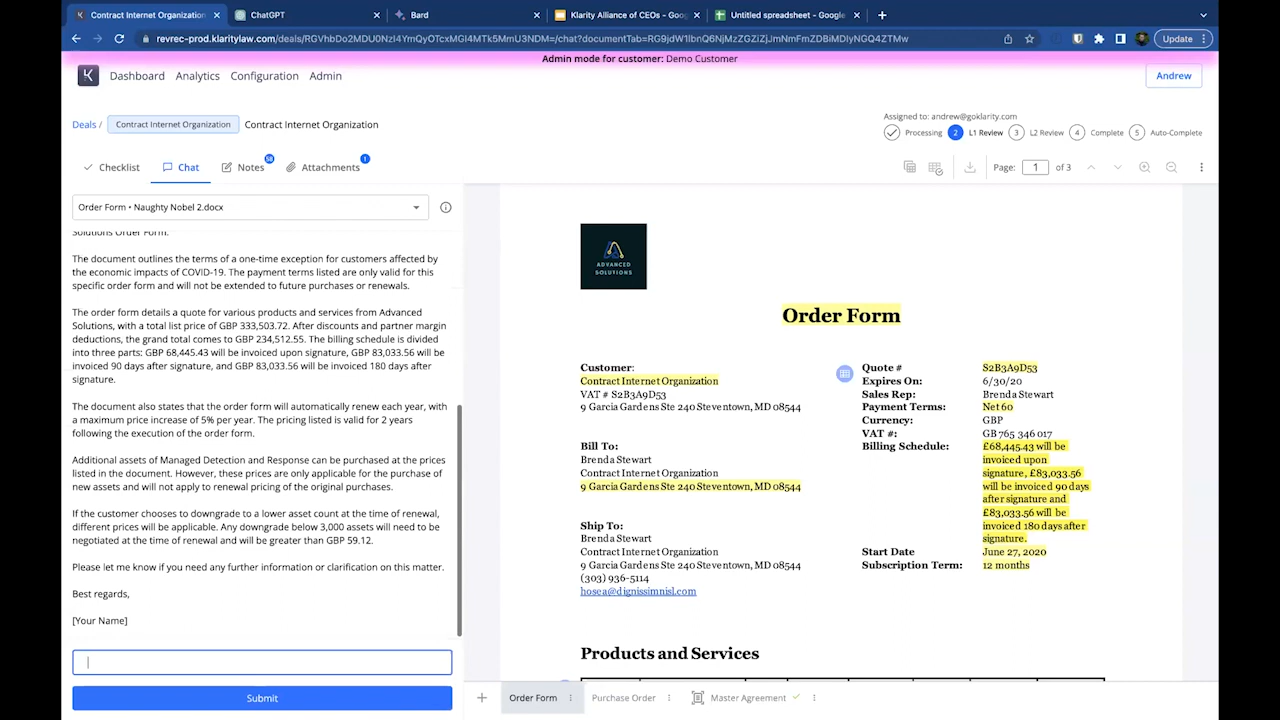 Contract Internet Organization
ChatGPT
Bard
Klarity Alliance of CEOs - Goog
Untitled spreadsheet - Google
Update
Admin mode for customer: Demo Customer
Dashboard
Analytics
Configuration
Admin
Andrew
Deals /
Contract Internet Organization
Contract Internet Organization
Assigned to: andrew@goklarity.com
Processing
2
L1 Review
3
L2 Review
4
Complete
5
Auto-Complete
Checklist
Chat
Notes
50
Attachments
1
Page:
1
of 3
Order Form • Naughty Nobel 2.docx
Solutions Order Form.
The document outlines the terms of a one-time exception for customers affected by
the economic impacts of COVID-19. The payment terms listed are only valid for this
specific order form and will not be extended to future purchases or renewals.
The order form details a quote for various products and services from Advanced
Solutions, with a total list price of GBP 333,503.72. After discounts and partner margin
deductions, the grand total comes to GBP 234,512.55. The billing schedule is divided
into three parts: GBP 68,445.43 will be invoiced upon signature, GBP 83,033.56 will be
invoiced 90 days after signature, and GBP 83,033.56 will be invoiced 180 days after
signature.
The document also states that the order form will automatically renew each year, with
a maximum price increase of 5% per year. The pricing listed is valid for 2 years
following the execution of the order form.
Additional assets of Managed Detection and Response can be purchased at the prices
listed in the document. However, these prices are only applicable for the purchase of
new assets and will not apply to renewal pricing of the original purchases.
If the customer chooses to downgrade to a lower asset count at the time of renewal,
different prices will be applicable. Any downgrade below 3,000 assets will need to be
negotiated at the time of renewal and will be greater than GBP 59.12.
Please let me know if you need any further information or clarification on this matter.
Best regards,
[Your Name]
Submit
ADVANCED
SOLUTIONS
Order Form
Customer:
Contract Internet Organization
VAT # S2B3A9D53
9 Garcia Gardens Ste 240 Steventown, MD 08544
Bill To:
Brenda Stewart
Contract Internet Organization
9 Garcia Gardens Ste 240 Steventown, MD 08544
Ship To:
Brenda Stewart
Contract Internet Organization
9 Garcia Gardens Ste 240 Steventown, MD 08544
(303) 936-5114
hosea@dignissimnisl.com
Quote # S2B3A9D53
Expires On: 6/30/20
Sales Rep: Brenda Stewart
Payment Terms: Net 60
Currency: GBP
VAT #: GB 765 346 017
Billing Schedule: £68,445.43 will be
invoiced upon
signature, £83,033.56
will be invoiced 90 days
after signature and
£83,033.56 will be
invoiced 180 days after
signature.
Start Date June 27, 2020
Subscription Term: 12 months
Products and Services
Order Form
Purchase Order
Master Agreement